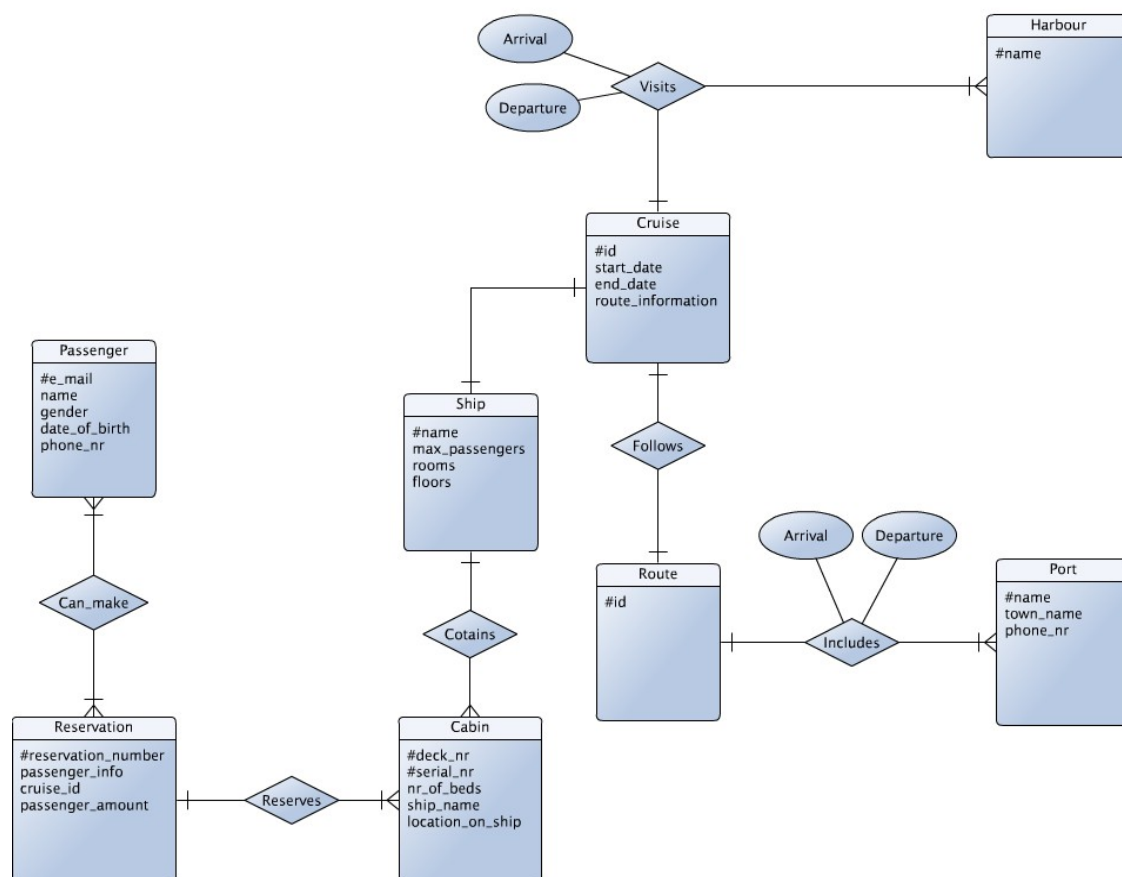 Arrival
Departure
Visits
Harbour
#name
Cruise
#id
start_date
end_date
route_information
Passenger
#e_mail
name
gender
date_of_birth
phone_nr
Ship
#name
max_passengers
rooms
floors
Follows
Can_make
Cotains
Route
#id
Arrival
Departure
Includes
Port
#name
town_name
phone_nr
Reservation
#reservation_number
passenger_info
cruise_id
passenger_amount
Reserves
Cabin
#deck_nr
#serial_nr
nr_of_beds
ship_name
location_on_ship